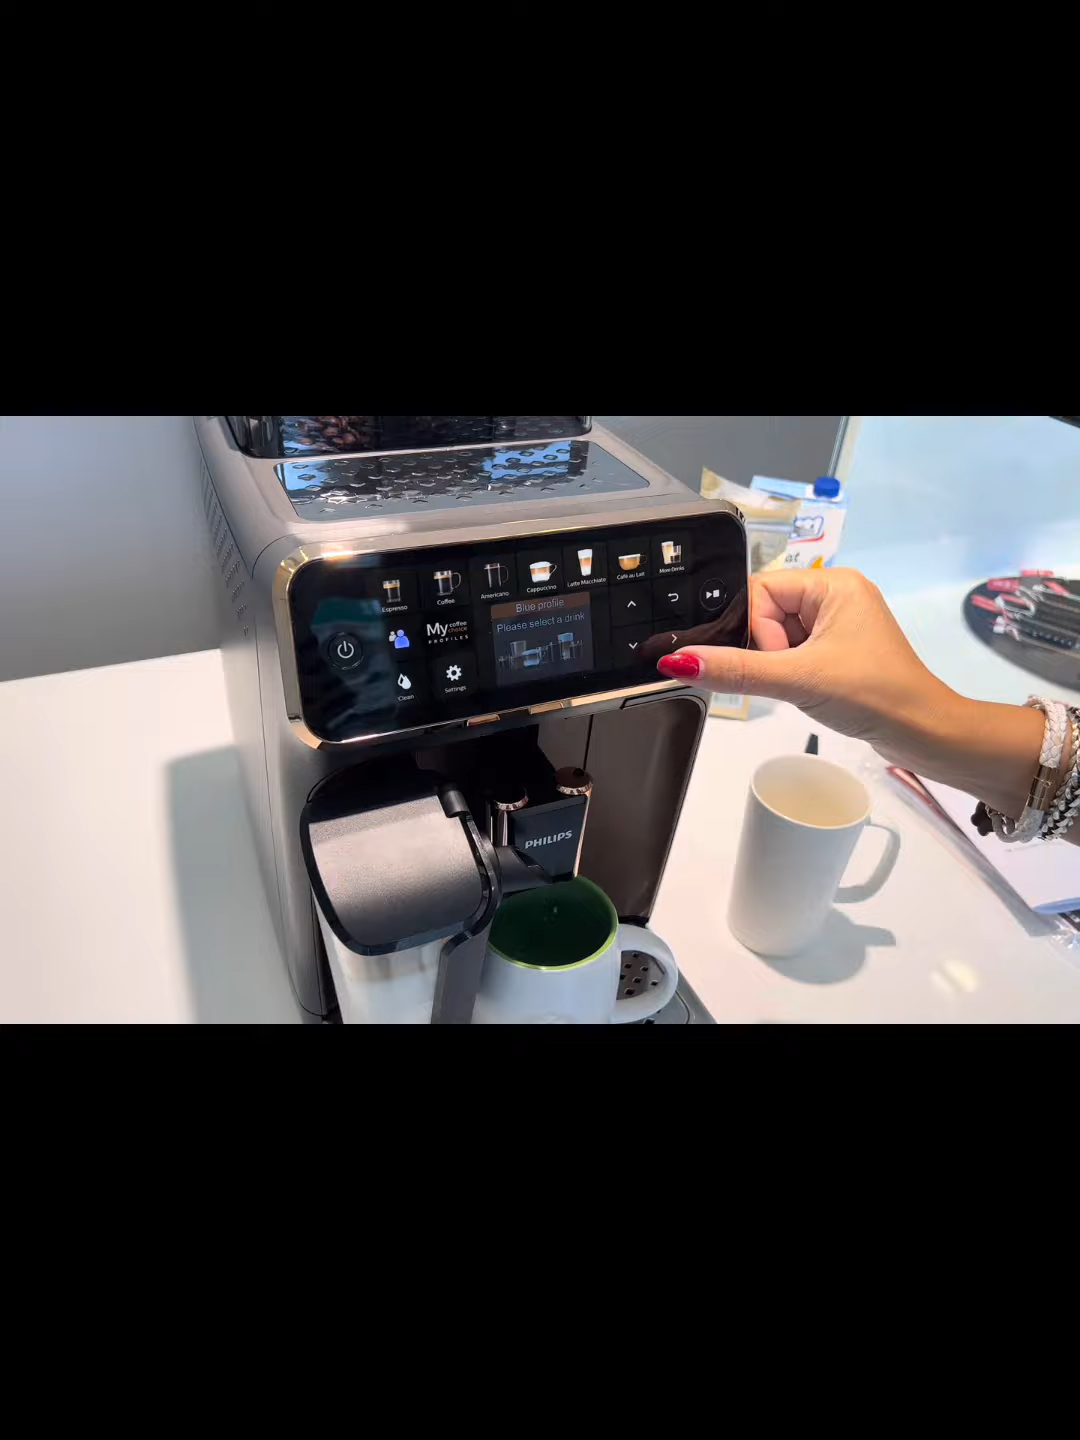 Espresso
Coffee
Americano
Cappuccino
Latte Macchiato
Café au Lait
More Drinks
My coffee
choice
PROFILES
Blue profile
Please select a drink
Clean
Settings
PHILIPS